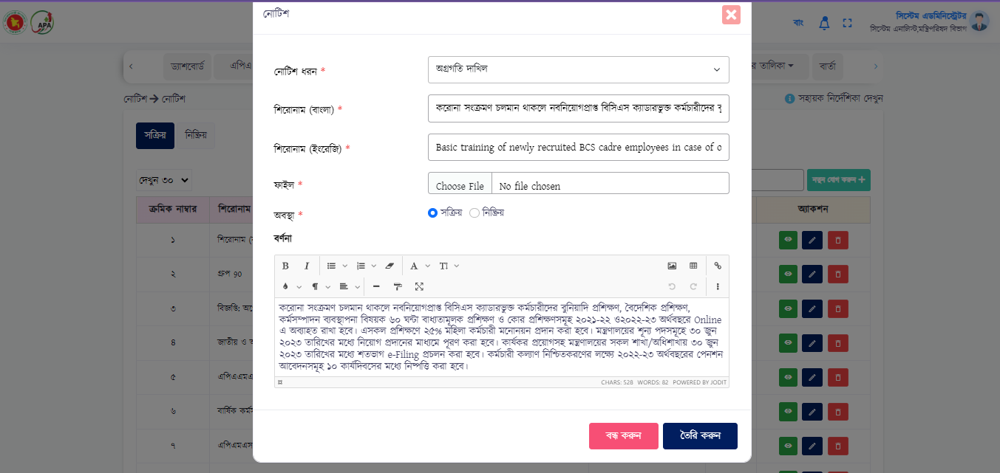 নোটিশ
APA
বাং
সিস্টেম এডমিনিস্ট্রেটর
সিস্টেম এনালিস্ট,মন্ত্রিপরিষদ বিভাগ
ড্যাশবোর্ড
এপিএ
র তালিকা
বার্তা
নোটিশ → নোটিশ
সহায়ক নির্দেশিকা দেখুন
সক্রিয়
নিষ্ক্রিয়
দেখুন ৩০
নতুন যোগ করুন +
ক্রমিক নাম্বার
শিরোনাম
অ্যাকশন
১
শিরোনাম
২
গ্রুপ ৭০
৩
বিজ্ঞপ্তি:
৪
জাতীয় ও
৫
এপিএএমএ
৬
বার্ষিক কর্ম
৭
এপিএমএস
নোটিশ ধরন *
অগ্রগতি দাখিল
শিরোনাম (বাংলা) *
করোনা সংক্রমণ চলমান থাকলে নবনিয়োগপ্রাপ্ত বিসিএস ক্যাডারভুক্ত কর্মচারীদের বু
শিরোনাম (ইংরেজি) *
Basic training of newly recruited BCS cadre employees in case of o
ফাইল *
Choose File No file chosen
অবস্থা *
সক্রিয় নিষ্ক্রিয়
বর্ণনা
করোনা সংক্রমণ চলমান থাকলে নবনিয়োগপ্রাপ্ত বিসিএস ক্যাডারভুক্ত কর্মচারীদের বুনিয়াদি প্রশিক্ষণ, বৈদেশিক প্রশিক্ষণ,
কর্মসম্পাদন ব্যবস্থাপনা বিষয়ক ৬০ ঘন্টা বাধ্যতামূলক প্রশিক্ষণ ও কোর প্রশিক্ষণসমূহ ২০২১-২২ ও২০২২-২৩ অর্থবছরে Online
এ অব্যাহত রাখা হবে। এসকল প্রশিক্ষণে ২৫% মহিলা কর্মচারী মনোনয়ন প্রদান করা হবে। মন্ত্রণালয়ের শূন্য পদসমূহে ৩০ জুন
২০২৩ তারিখের মধ্যে নিয়োগ প্রদানের মাধ্যমে পূরণ করা হবে। কার্যকর প্রয়োগসহ মন্ত্রণালয়ের সকল শাখা/অধিশাখায় ৩০ জুন
২০২৩ তারিখের মধ্যে শতভাগ e-Filing প্রচলন করা হবে। কর্মচারী কল্যাণ নিশ্চিতকরণের লক্ষ্যে ২০২২-২৩ অর্থবছরের পেনশন
আবেদনসমূহ ১০ কার্যদিবসের মধ্যে নিষ্পত্তি করা হবে।
CHARS: 528 WORDS: 82 POWERED BY JODIT
বন্ধ করুন
তৈরি করুন